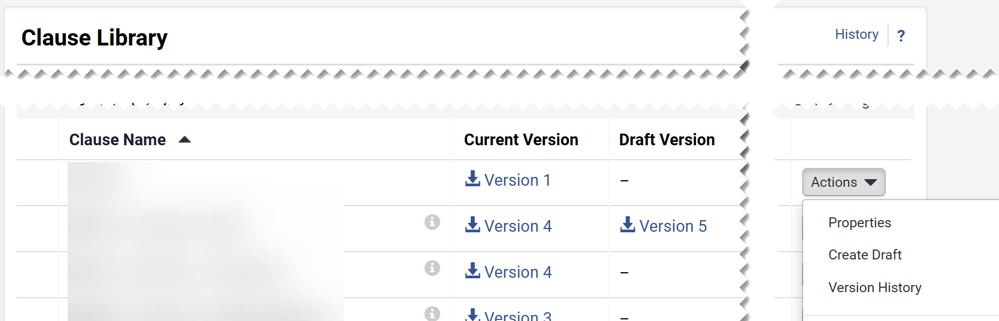 Clause Library
History ?
Clause Name Current Version Draft Version
Version 1 – Actions
Version 4 Version 5
Properties
Create Draft
Version 4 –
Version History
Version 3 –